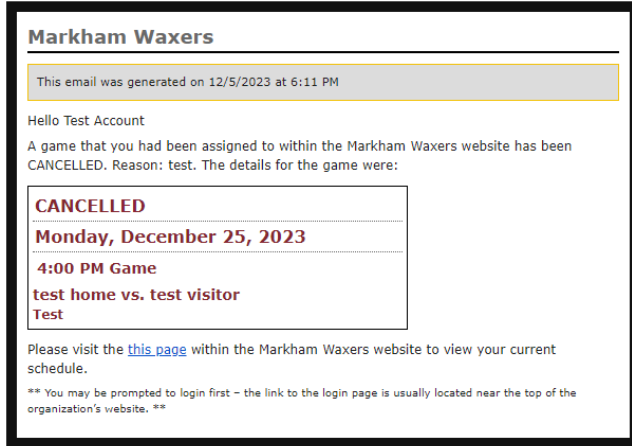 Markham Waxers
This email was generated on 12/5/2023 at 6:11 PM
Hello Test Account
A game that you had been assigned to within the Markham Waxers website has been
CANCELLED. Reason: test. The details for the game were:
CANCELLED
Monday, December 25, 2023
4:00 PM Game
test home vs. test visitor
Test
Please visit the this page within the Markham Waxers website to view your current
schedule.
** You may be prompted to login first – the link to the login page is usually located near the top of the
organization's website. **